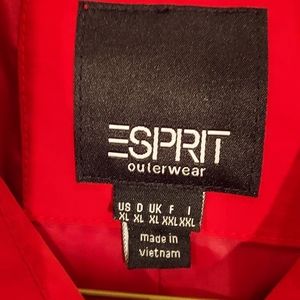 ESPRIT
outerwear
US D UK F I
XL XL XL XXL XXL
made in
vietnam